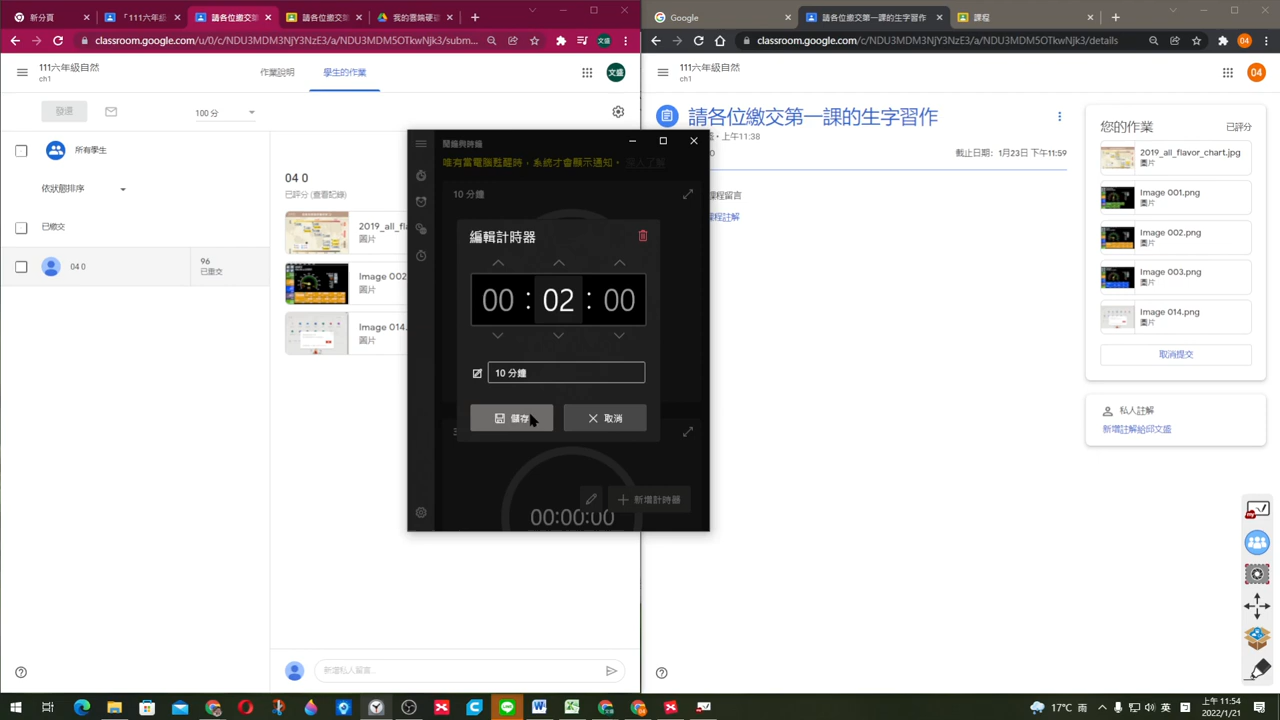 新分頁
「111六年級
請各位繳交
請各位繳交
我的雲端硬碟
Google
請各位繳交第一課的生字習作
課程
classroom.google.com/u/0/c/NDU3MDM3NjY3NzE3/a/NDU3MDM5OTkwNjk3/subm...
文盛
classroom.google.com/c/NDU3MDM3NjY3NzE3/a/NDU3MDM5OTkwNjk3/details
04
111六年級自然
ch1
作業說明
學生的作業
文盛
111六年級自然
ch1
04
發還
100 分
所有學生
依狀態排序
已繳交
04 0
96
已重交
04 0
已評分 (查看記錄)
2019_all_fla
圖片
Image 002
圖片
Image 014.
圖片
新增私人留言...
鬧鐘與時鐘
唯有當電腦甦醒時，系統才會顯示通知。 深入了解
10 分鐘
編輯計時器
00 : 02 : 00
10 分鐘
儲存
取消
00:00:00
新增計時器
請各位繳交第一課的生字習作
• 上午11:38
截止日期: 1月23日 下午11:59
課程留言
課程註解
您的作業
已評分
2019_all_flavor_chart.jpg
圖片
Image 001.png
圖片
Image 002.png
圖片
Image 003.png
圖片
Image 014.png
圖片
取消提交
私人註解
新增註解給邱文盛
17°C
英
上午 11:54
2022/1/21